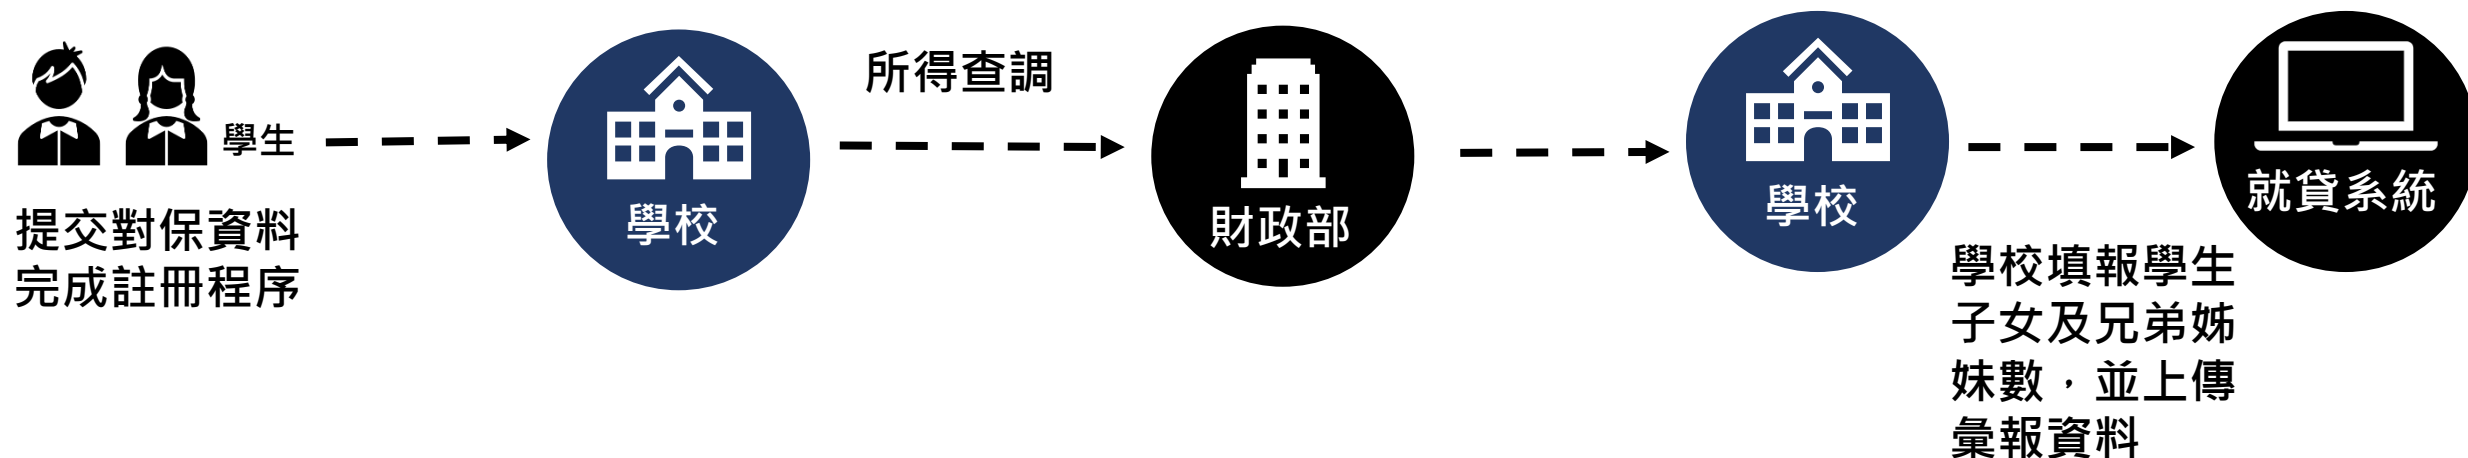 學生
提交對保資料
完成註冊程序
學校
所得查調
財政部
學校
學校填報學生
子女及兄弟姊
妹數，並上傳
彙報資料
就貸系統